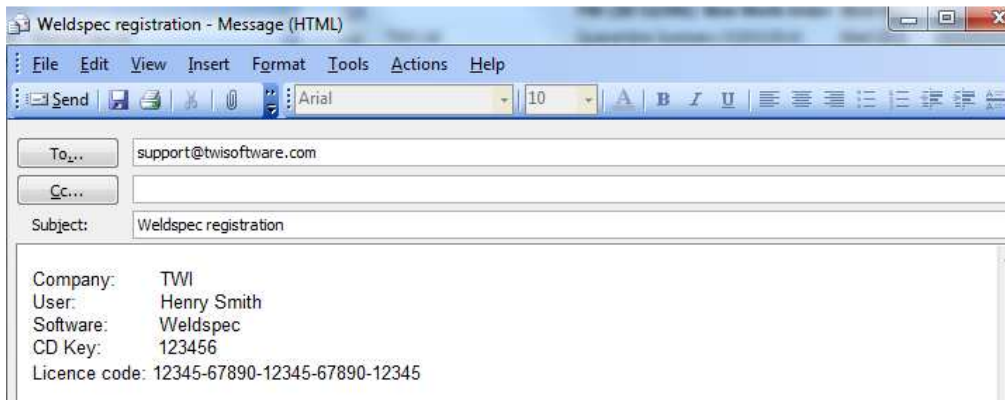 Weldspec registration - Message (HTML)
File Edit View Insert Format Tools Actions Help
Send Arial 10 A B I U
To... support@twisoftware.com
Cc...
Subject: Weldspec registration
Company: TWI
User: Henry Smith
Software: Weldspec
CD Key: 123456
Licence code: 12345-67890-12345-67890-12345